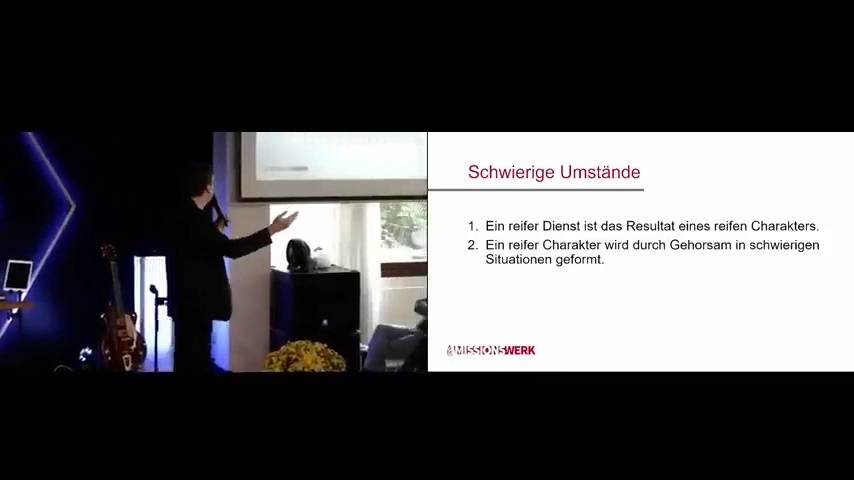 Schwierige Umstände
1. Ein reifer Dienst ist das Resultat eines reifen Charakters.
2. Ein reifer Charakter wird durch Gehorsam in schwierigen
Situationen geformt.
MISSIONSWERK